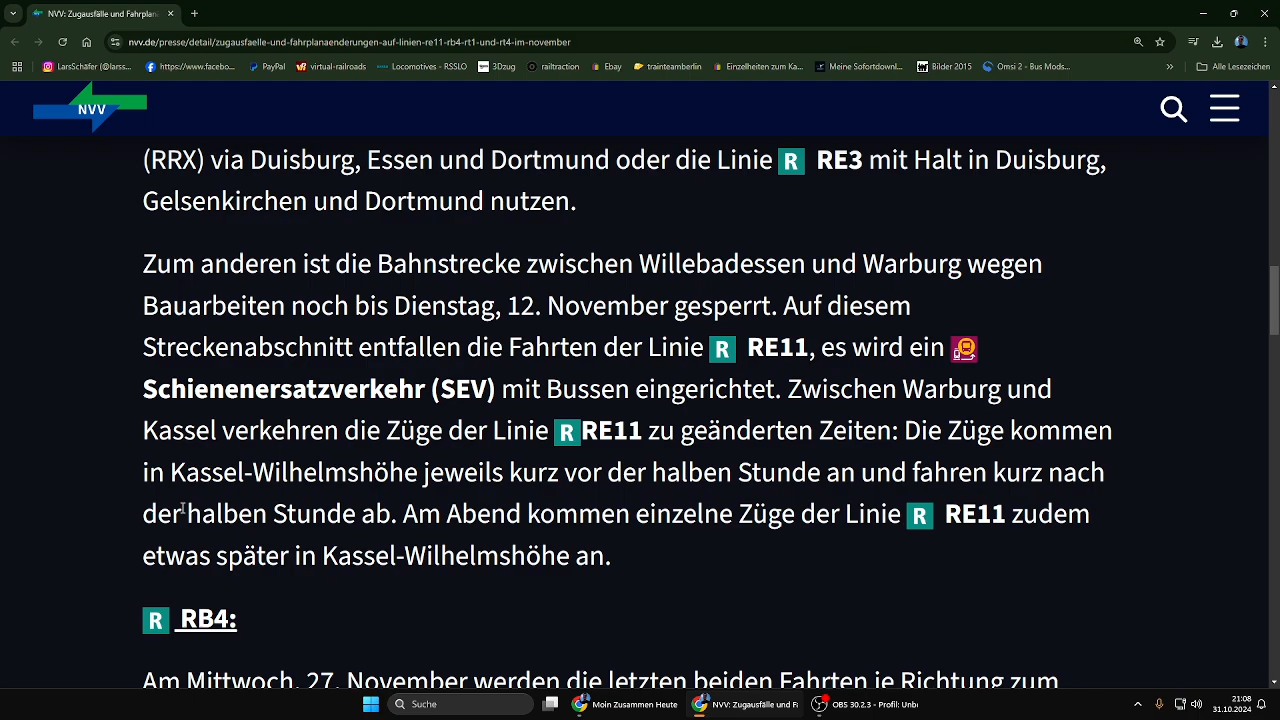 NVV: Zugausfälle und Fahrplan
nvv.de/presse/detail/zugausfaelle-und-fahrplanaenderungen-auf-linien-re11-rb4-rt1-und-rt4-im-november
LarsSchäfer (@larss... https://www.facebo... PayPal virtual-railroads Locomotives - RSSLO 3Dzug railtraction Ebay trainteamberlin Einzelzeiten zum Ka... Meine Sofortdownl... Bilder 2015 Omsi 2 - Bus Mods... » Alle Lesezeichen
NVV
(RRX) via Duisburg, Essen und Dortmund oder die Linie R RE3 mit Halt in Duisburg,
Gelsenkirchen und Dortmund nutzen.
Zum anderen ist die Bahnstrecke zwischen Willebadessen und Warburg wegen
Bauarbeiten noch bis Dienstag, 12. November gesperrt. Auf diesem
Streckenabschnitt entfallen die Fahrten der Linie R RE11, es wird ein
Schienenersatzverkehr (SEV) mit Bussen eingerichtet. Zwischen Warburg und
Kassel verkehren die Züge der Linie R RE11 zu geänderten Zeiten: Die Züge kommen
in Kassel-Wilhelmshöhe jeweils kurz vor der halben Stunde an und fahren kurz nach
der halben Stunde ab. Am Abend kommen einzelne Züge der Linie R RE11 zudem
etwas später in Kassel-Wilhelmshöhe an.
R RB4:
Am Mittwoch, 27. November werden die letzten beiden Fahrten je Richtung zum
Suche Moin Zusammen Heute NVV: Zugausfälle und Fa OBS 30.2.3 - Profil: Unb 21:08
31.10.2024